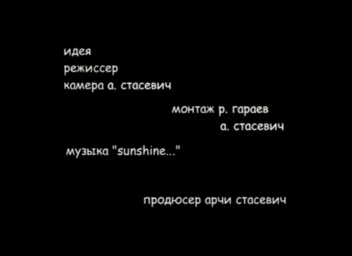 идея
режиссер
камера а. стасевич
монтаж р. гараев
а. стасевич
музыка "sunshine..."
продюсер арчи стасевич